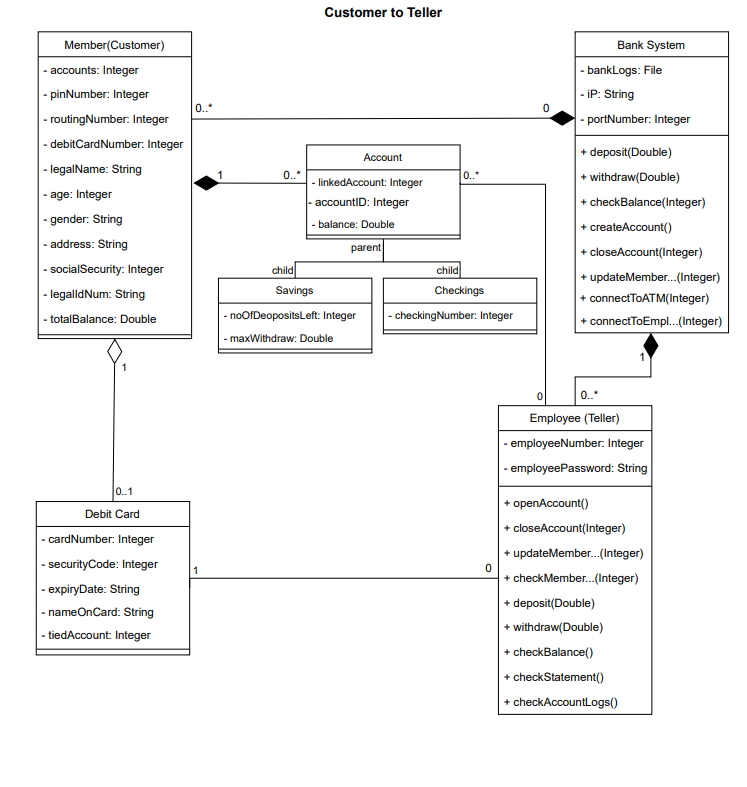 Customer to Teller
Member(Customer)
- accounts: Integer
- pinNumber: Integer
- routingNumber: Integer
- debitCardNumber: Integer
- legalName: String
- age: Integer
- gender: String
- address: String
- socialSecurity: Integer
- legalIdNum: String
- totalBalance: Double
0..*
0
Bank System
- bankLogs: File
- iP: String
- portNumber: Integer
+ deposit(Double)
+ withdraw(Double)
+ checkBalance(Integer)
+ createAccount()
+ closeAccount(Integer)
+ updateMember...(Integer)
+ connectToATM(Integer)
+ connectToEmpl...(Integer)
1
0..*
Account
- linkedAccount: Integer
- accountID: Integer
- balance: Double
0..*
parent
child
child
Savings
- noOfDeopositsLeft: Integer
- maxWithdraw: Double
Checkings
- checkingNumber: Integer
1
0
1
0..*
Employee (Teller)
- employeeNumber: Integer
- employeePassword: String
+ openAccount()
+ closeAccount(Integer)
+ updateMember...(Integer)
+ checkMember...(Integer)
+ deposit(Double)
+ withdraw(Double)
+ checkBalance()
+ checkStatement()
+ checkAccountLogs()
0..1
Debit Card
- cardNumber: Integer
- securityCode: Integer
- expiryDate: String
- nameOnCard: String
- tiedAccount: Integer
1
0